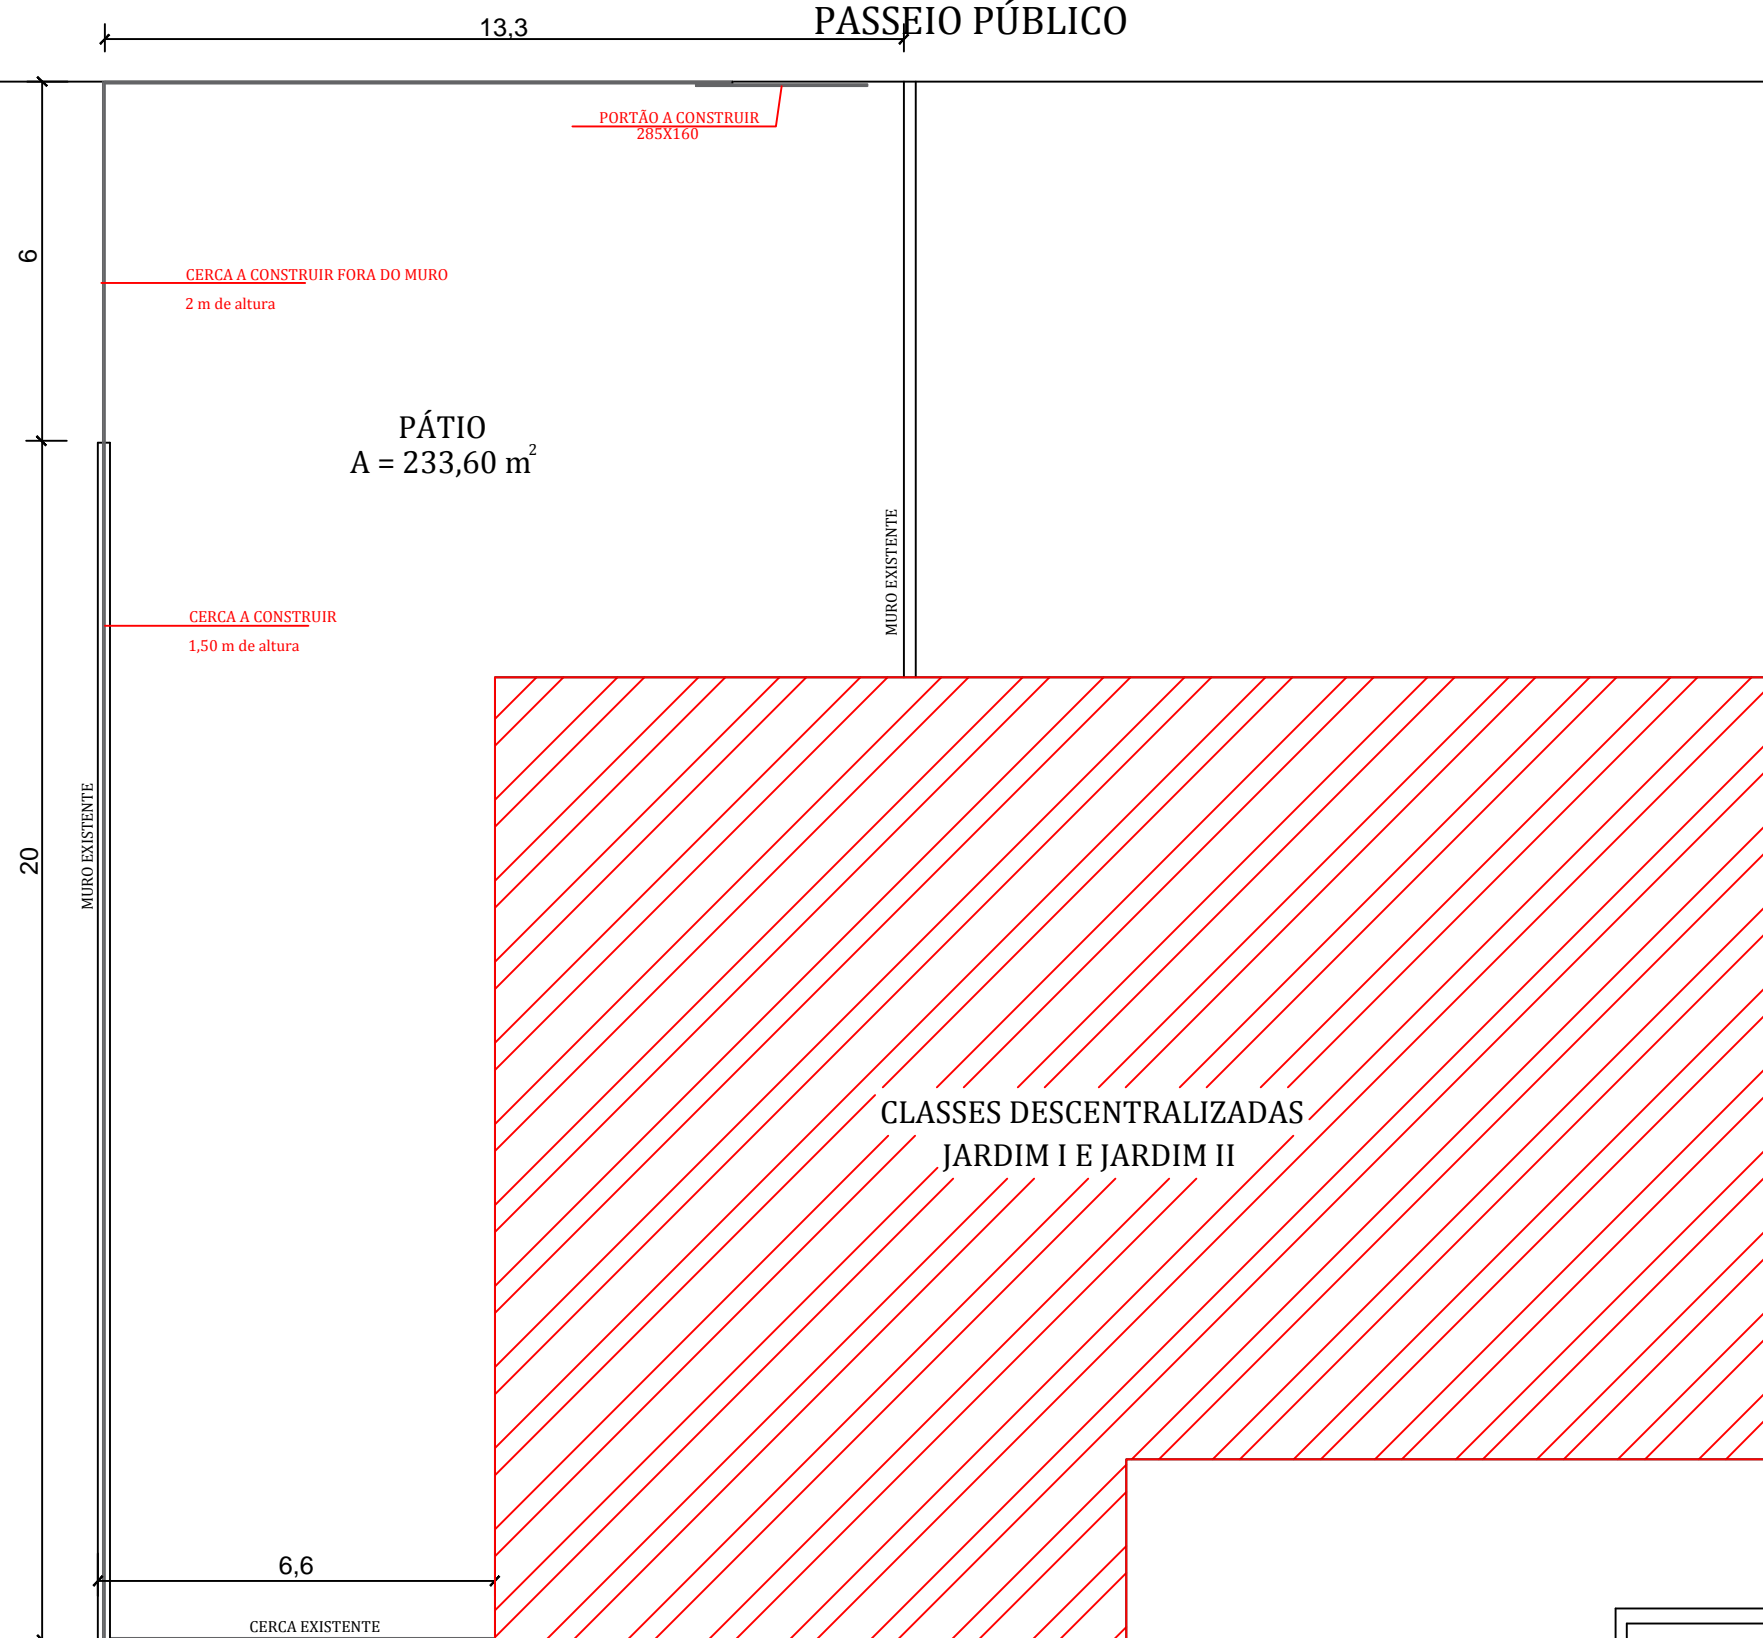 PASSEIO PÚBLICO
13,3
PORTÃO A CONSTRUIR
285X160
6
CERCA A CONSTRUIR FORA DO MURO
2 m de altura
PÁTIO
A = 233,60 m²
MURO EXISTENTE
CERCA A CONSTRUIR
1,50 m de altura
MURO EXISTENTE
20
CLASSES DESCENTRALIZADAS
JARDIM I E JARDIM II
6,6
CERCA EXISTENTE